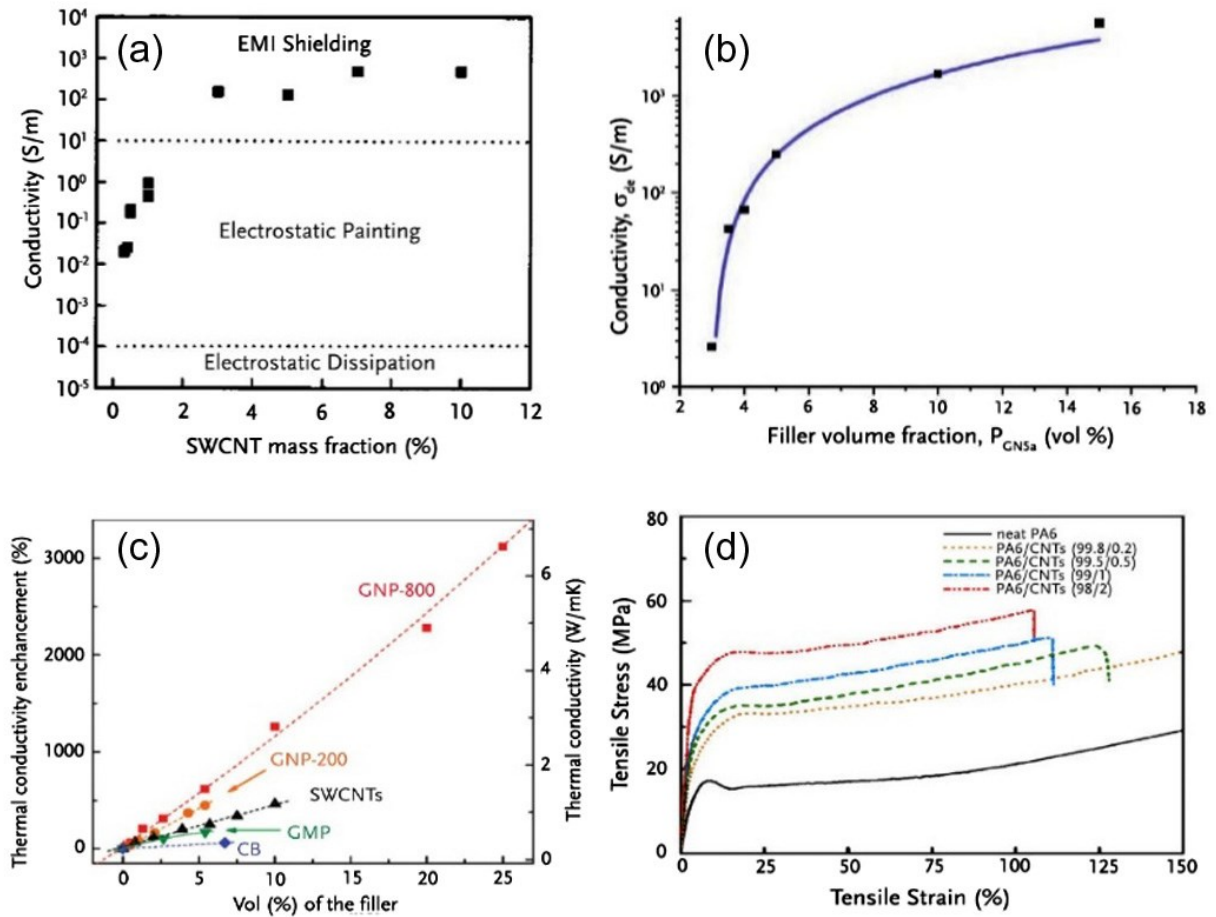 (a)
EMI Shielding
Electrostatic Painting
Electrostatic Dissipation
Conductivity (S/m)
10⁴
10³
10²
10¹
10⁰
10⁻¹
10⁻²
10⁻³
10⁻⁴
10⁻⁵
0 2 4 6 8 10 12
SWCNT mass fraction (%)
(b)
Conductivity, σde (S/m)
10³
10²
10¹
10⁰
2 4 6 8 10 12 14 16 18
Filler volume fraction, PGNSa (vol %)
(c)
Thermal conductivity enchancement (%)
3000
2000
1000
0
GNP-800
GNP-200
SWCNTs
GMP
CB
Thermal conductivity (W/mK)
6
4
2
0
0 5 10 15 20 25
Vol (%) of the filler
(d)
Tensile Stress (MPa)
80
60
40
20
0
neat PA6
PA6/CNTs (99.8/0.2)
PA6/CNTs (99.5/0.5)
PA6/CNTs (99/1)
PA6/CNTs (98/2)
0 25 50 75 100 125 150
Tensile Strain (%)